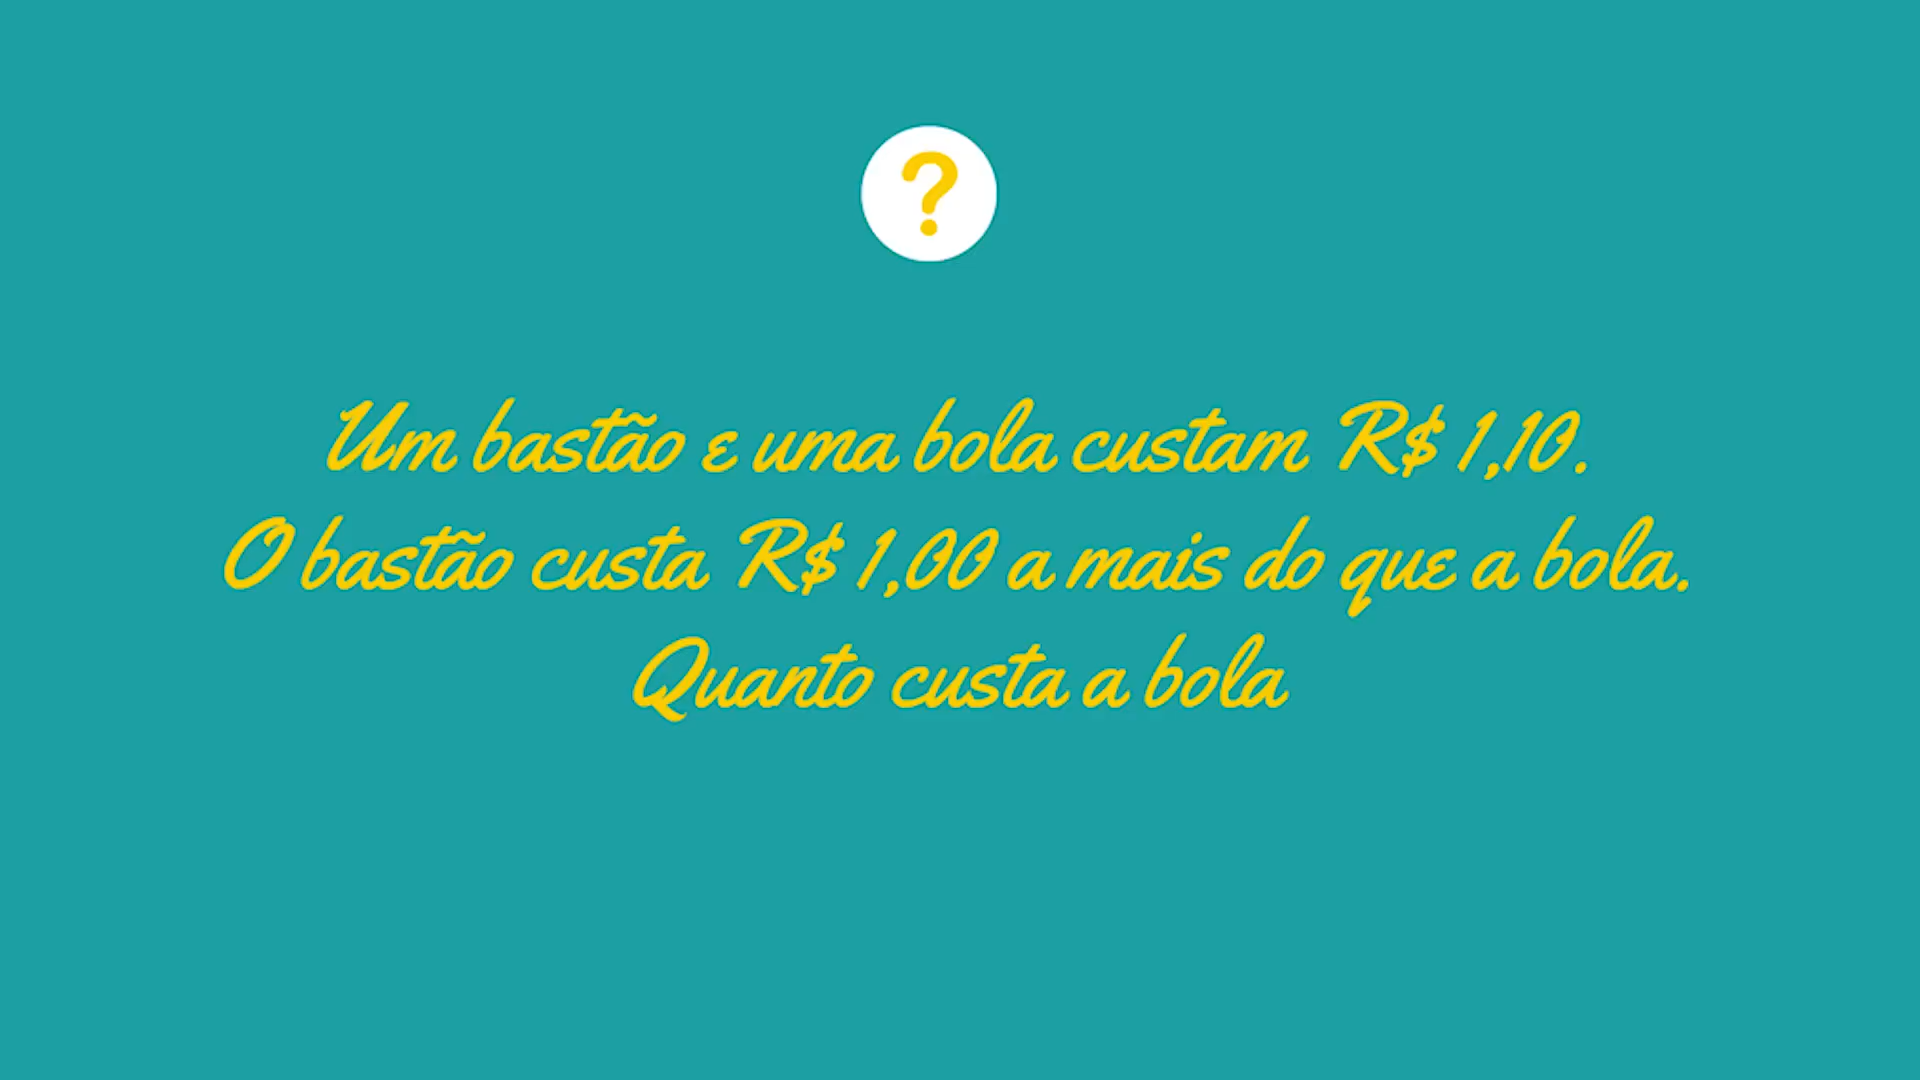 ?
Um bastão e uma bola custam R$ 1,10.
O bastão custa R$ 1,00 a mais do que a bola.
Quanto custa a bola